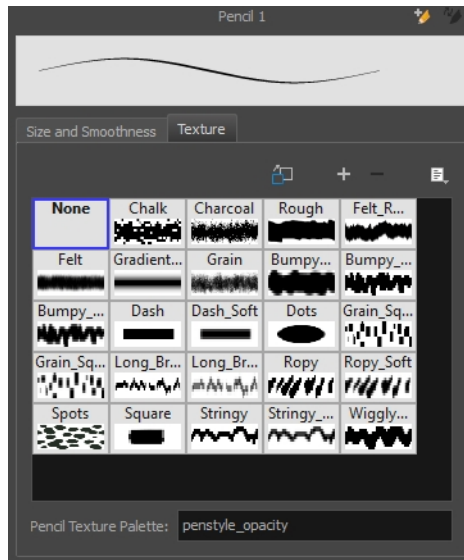 Pencil 1
Size and Smoothness Texture
None Chalk Charcoal Rough Felt_R...
Felt Gradient... Grain Bumpy... Bumpy_...
Bumpy_... Dash Dash_Soft Dots Grain_Sq...
Grain_Sq... Long_Br... Long_Br... Ropy Ropy_Soft
Spots Square Stringy Stringy_... Wiggly...
Pencil Texture Palette: penstyle_opacity